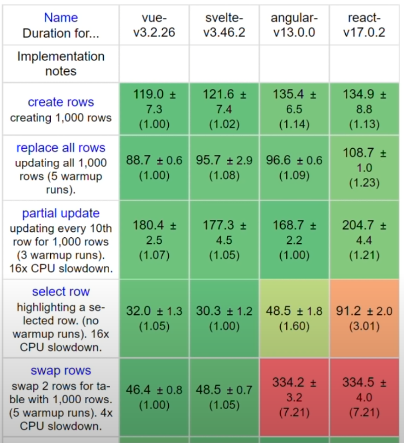 Name
Duration for...
vue-
v3.2.26
svelte-
v3.46.2
angular-
v13.0.0
react-
v17.0.2
Implementation
notes
create rows
creating 1,000 rows
119.0 ±
7.3
(1.00)
121.6 ±
7.4
(1.02)
135.4 ±
6.5
(1.14)
134.9 ±
8.8
(1.13)
replace all rows
updating all 1,000
rows (5 warmup
runs).
88.7 ± 0.6
(1.00)
95.7 ± 2.9
(1.08)
96.6 ± 0.6
(1.09)
108.7 ±
1.0
(1.23)
partial update
updating every 10th
row for 1,000 rows
(3 warmup runs).
16x CPU slowdown.
180.4 ±
2.5
(1.07)
177.3 ±
4.5
(1.05)
168.7 ±
2.2
(1.00)
204.7 ±
4.4
(1.21)
select row
highlighting a se-
lected row. (no
warmup runs). 16x
CPU slowdown.
32.0 ± 1.3
(1.05)
30.3 ± 1.2
(1.00)
48.5 ± 1.8
(1.60)
91.2 ± 2.0
(3.01)
swap rows
swap 2 rows for ta-
ble with 1,000 rows.
(5 warmup runs). 4x
CPU slowdown.
46.4 ± 0.8
(1.00)
48.5 ± 0.7
(1.05)
334.2 ±
3.2
(7.21)
334.5 ±
4.0
(7.21)